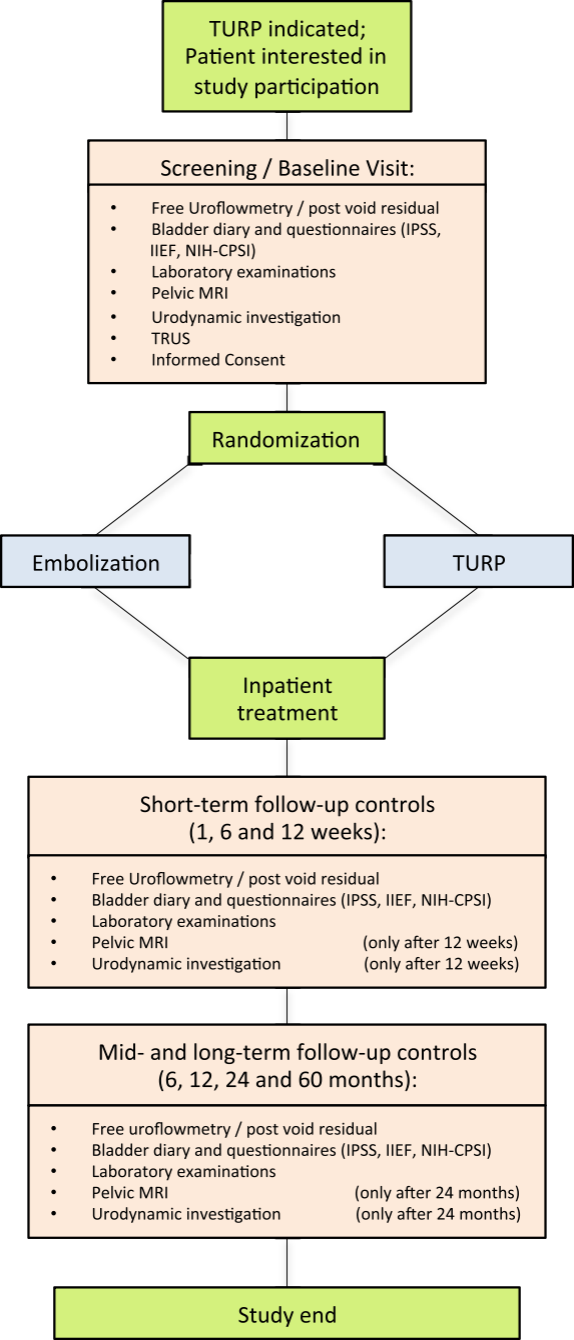 TURP indicated;
Patient interested in
study participation
Screening / Baseline Visit:
• Free Uroflowmetry / post void residual
• Bladder diary and questionnaires (IPSS,
IIEF, NIH-CPSI)
• Laboratory examinations
• Pelvic MRI
• Urodynamic investigation
• TRUS
• Informed Consent
Randomization
Embolization
TURP
Inpatient
treatment
Short-term follow-up controls
(1, 6 and 12 weeks):
• Free Uroflowmetry / post void residual
• Bladder diary and questionnaires (IPSS, IIEF, NIH-CPSI)
• Laboratory examinations
• Pelvic MRI (only after 12 weeks)
• Urodynamic investigation (only after 12 weeks)
Mid- and long-term follow-up controls
(6, 12, 24 and 60 months):
• Free uroflowmetry / post void residual
• Bladder diary and questionnaires (IPSS, IIEF, NIH-CPSI)
• Laboratory examinations
• Pelvic MRI (only after 24 months)
• Urodynamic investigation (only after 24 months)
Study end